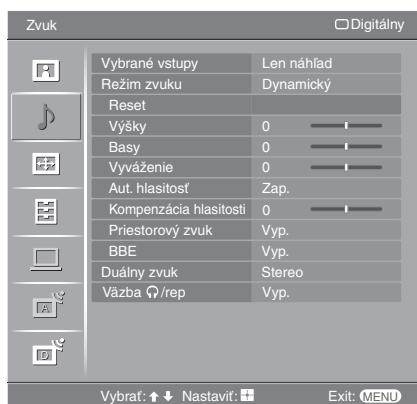 Zvuk Digitálny
Vybrané vstupy Len náhľad
Režim zvuku Dynamický
Reset
Výšky 0
Basy 0
Vyváženie 0
Aut. hlasitosť Zap.
Kompenzácia hlasitosti 0
Priestorový zvuk Vyp.
BBE Vyp.
Duálny zvuk Stereo
Väzba /rep Vyp.
A
D
Vybrať: Nastaviť: Exit: MENU